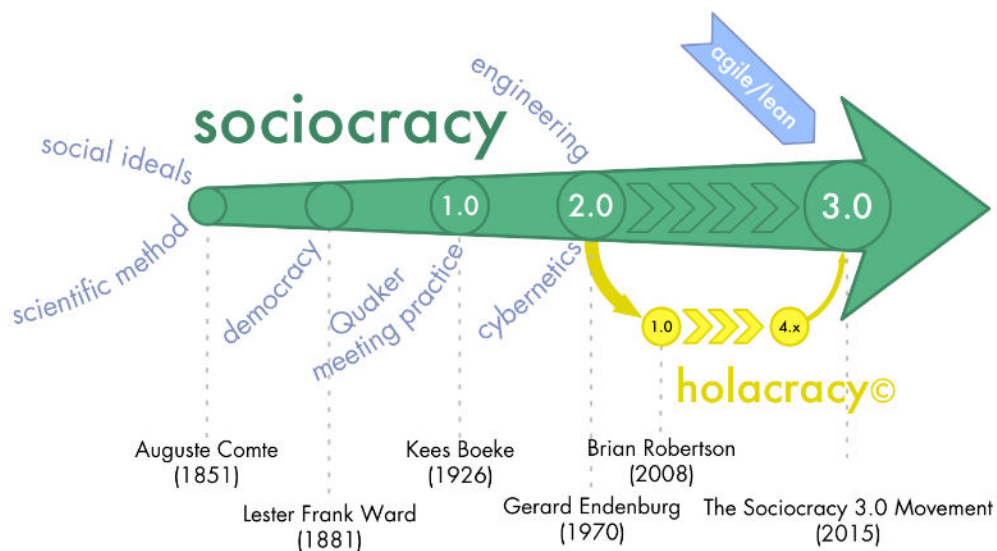 agile/lean
engineering
sociocracy
social ideals
1.0
2.0
3.0
scientific method
democracy
Quaker
meeting practice
cybernetics
1.0
4.x
holacracy©
Auguste Comte
(1851)
Lester Frank Ward
(1881)
Kees Boeke
(1926)
Gerard Endenburg
(1970)
Brian Robertson
(2008)
The Sociocracy 3.0 Movement
(2015)